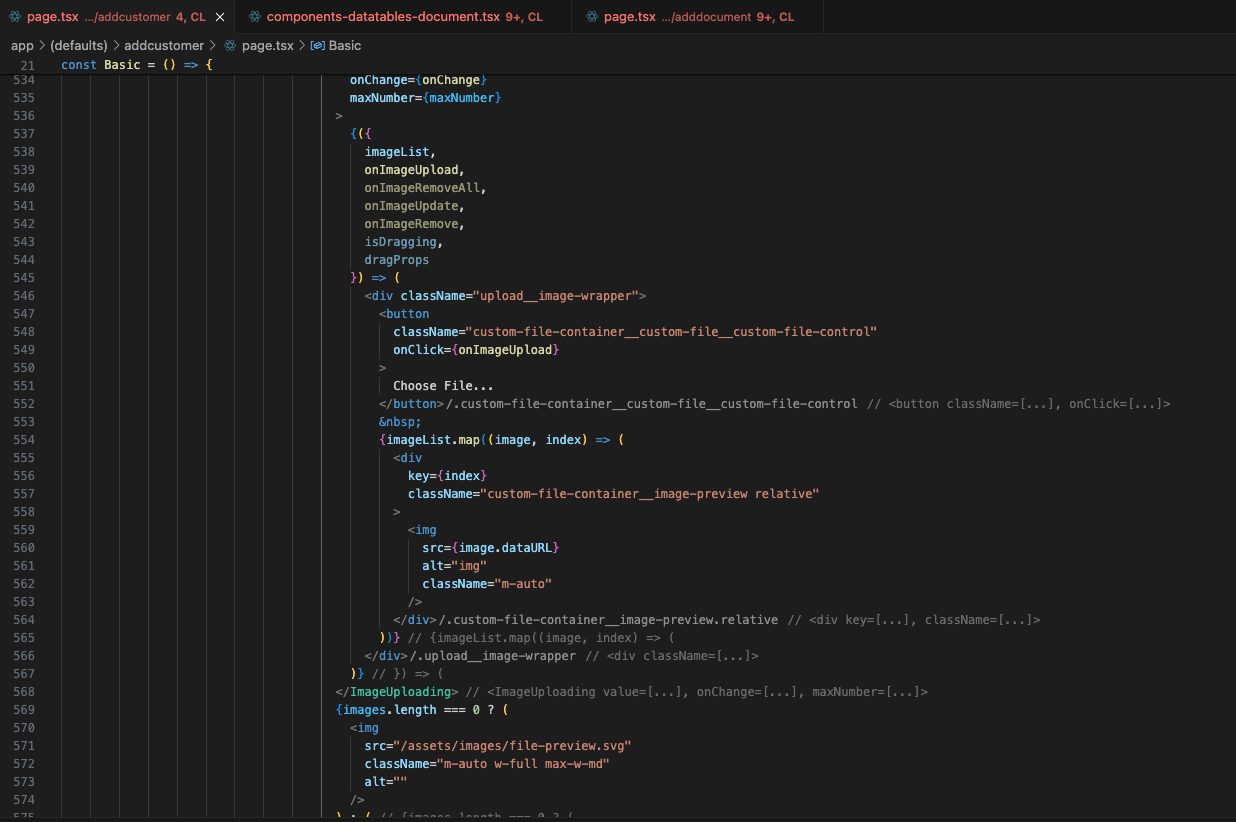 page.tsx .../addcustomer 4, CL
components-datatables-document.tsx 9+, CL
page.tsx .../adddocument 9+, CL
app > (defaults) > addcustomer > page.tsx > Basic
21 const Basic = () => {
534 onChange={onChange}
535 maxNumber={maxNumber}
536 >
537 {({
538 imageList,
539 onImageUpload,
540 onImageRemoveAll,
541 onImageUpdate,
542 onImageRemove,
543 isDragging,
544 dragProps
545 }) => (
546 <div className="upload__image-wrapper">
547 <button
548 className="custom-file-container__custom-file__custom-file-control"
549 onClick={onImageUpload}
550 >
551 Choose File...
552 </button>/.custom-file-container__custom-file__custom-file-control // <button className=[...], onClick=[...]>
553 &nbsp;
554 {imageList.map((image, index) => (
555 <div
556 key={index}
557 className="custom-file-container__image-preview relative"
558 >
559 <img
560 src={image.dataURL}
561 alt="img"
562 className="m-auto"
563 />
564 </div>/.custom-file-container__image-preview.relative // <div key=[...], className=[...]>
565 ))} // {imageList.map((image, index) => (
566 </div>/.upload__image-wrapper // <div className=[...]>
567 )} // }) => (
568 </ImageUploading> // <ImageUploading value=[...], onChange=[...], maxNumber=[...]>
569 {images.length === 0 ? (
570 <img
571 src="/assets/images/file-preview.svg"
572 className="m-auto w-full max-w-md"
573 alt=""
574 />
575 ) : ( // {images.length === 0 ? (